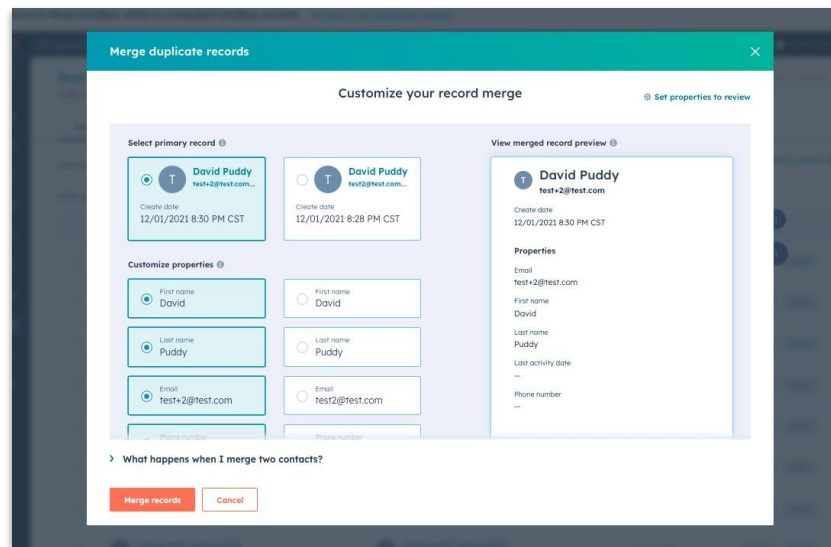 Merge duplicate records
Customize your record merge
Set properties to review
Select primary record
T
David Puddy
test+2@test.com...
Create date
12/01/2021 8:30 PM CST
T
David Puddy
test2@test.com...
Create date
12/01/2021 8:28 PM CST
Customize properties
First name
David
First name
David
Last name
Puddy
Last name
Puddy
Email
test+2@test.com
Email
test2@test.com
Phone number
Phone number
View merged record preview
T
David Puddy
test+2@test.com
Create date
12/01/2021 8:30 PM CST
Properties
Email
test+2@test.com
First name
David
Last name
Puddy
Last activity date
--
Phone number
--
What happens when I merge two contacts?
Merge records
Cancel